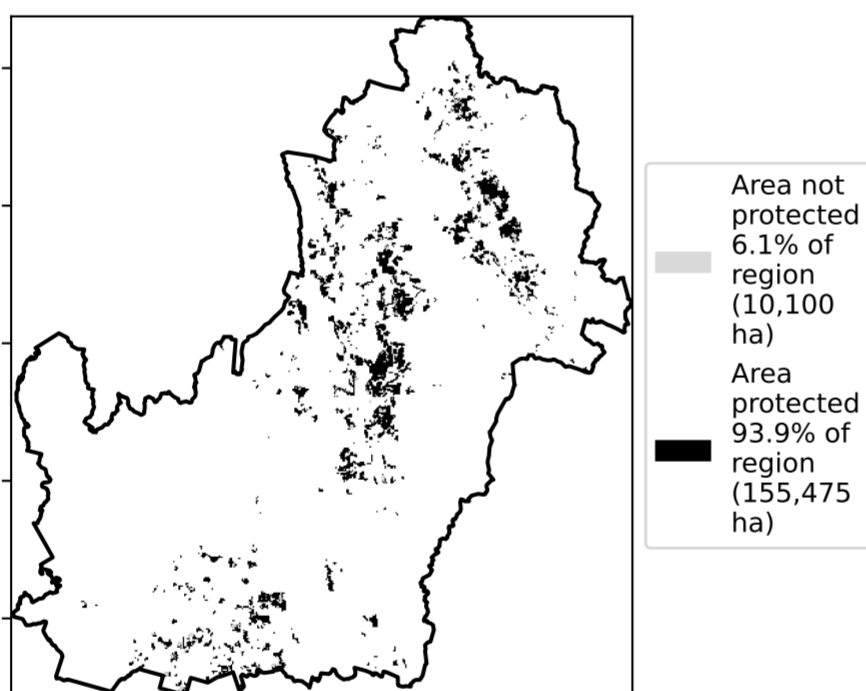 Area not
protected
6.1% of
region
(10,100
ha)
Area
protected
93.9% of
region
(155,475
ha)